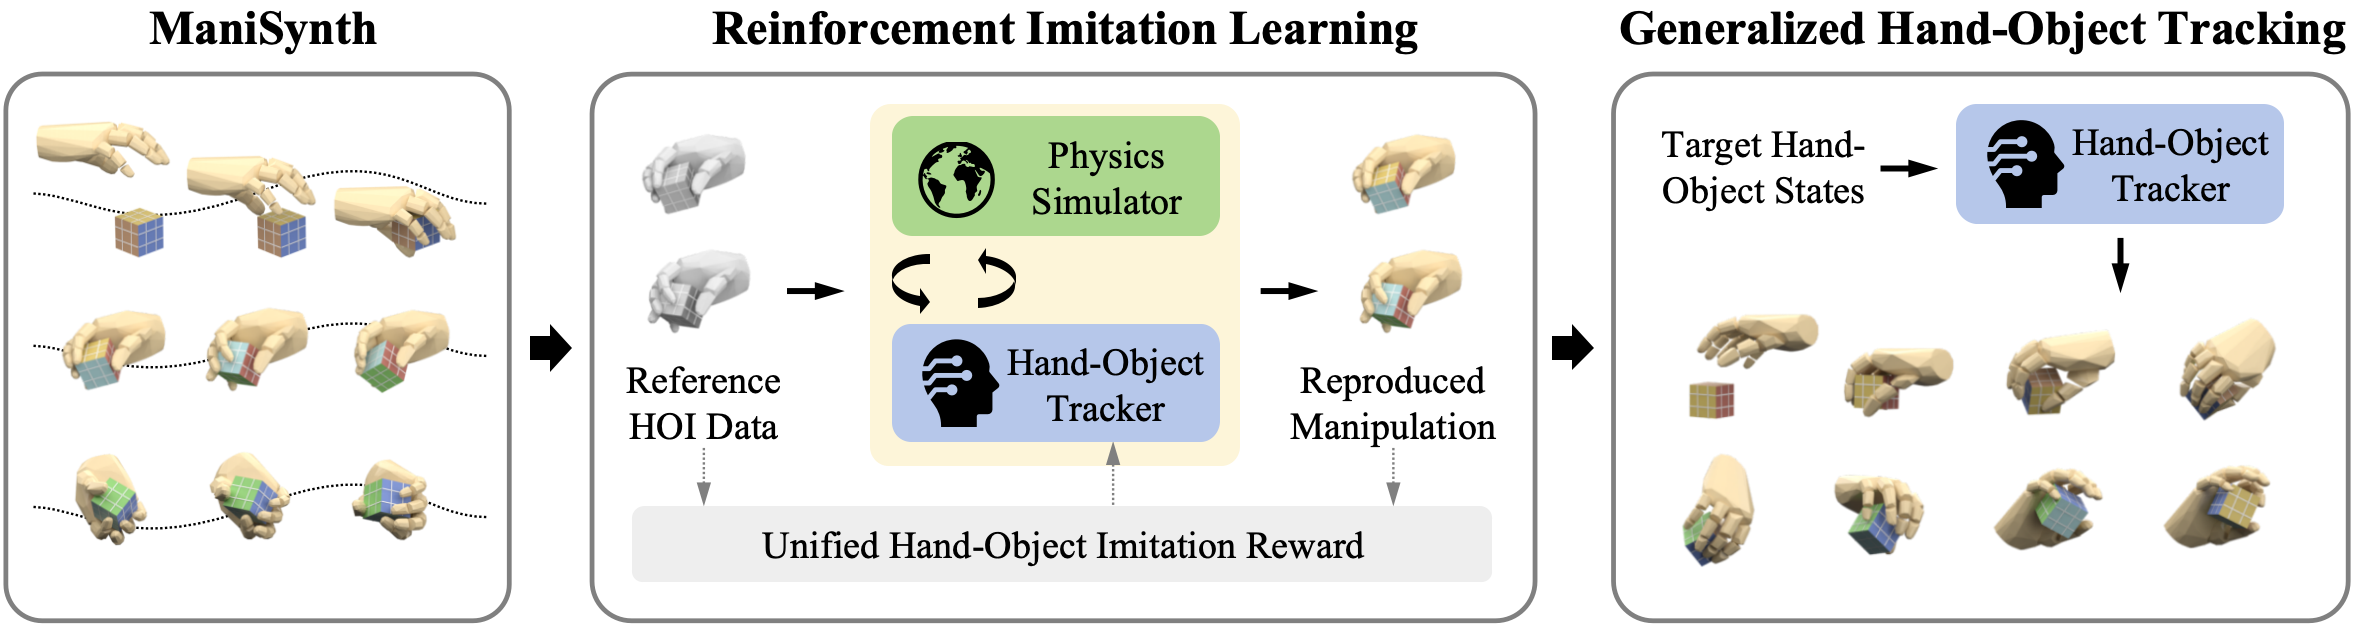 ManiSynth
Reinforcement Imitation Learning
Generalized Hand-Object Tracking
Physics
Simulator
Hand-Object
Tracker
Reference
HOI Data
Reproduced
Manipulation
Unified Hand-Object Imitation Reward
Target Hand-
Object States
Hand-Object
Tracker